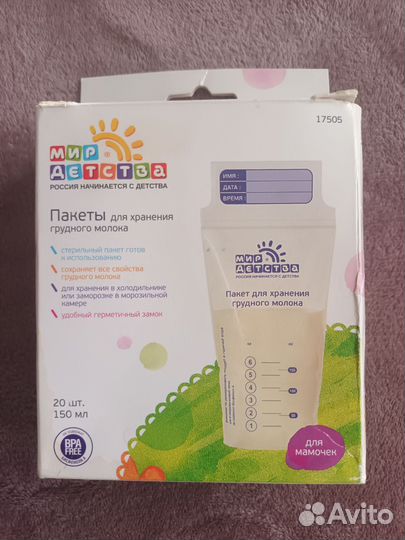 17505
МИР
ДЕТСТВА
РОССИЯ НАЧИНАЕТСЯ С ДЕТСТВА
Пакеты для хранения
грудного молока
стерильный пакет готов
к использованию
сохраняет все свойства
грудного молока
для хранения в холодильнике
или заморозке в морозильной
камере
удобный герметичный замок
20 шт.
150 мл
BPA
FREE
ИМЯ:
ДАТА:
ВРЕМЯ:
МИР
ДЕТСТВА
РОССИЯ НАЧИНАЕТСЯ С ДЕТСТВА
Пакет для хранения
грудного молока
6
5
4
3
2
1
для
мамочек
Avito